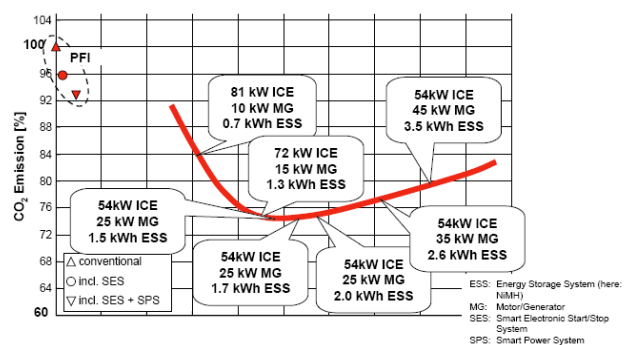 104
100
96
92
88
84
80
76
72
68
64
60
CO2 Emission [%]
PFI
81 kW ICE
10 kW MG
0.7 kWh ESS
72 kW ICE
15 kW MG
1.3 kWh ESS
54kW ICE
45 kW MG
3.5 kWh ESS
54kW ICE
25 kW MG
1.5 kWh ESS
54kW ICE
25 kW MG
1.7 kWh ESS
54kW ICE
25 kW MG
2.0 kWh ESS
54kW ICE
35 kW MG
2.6 kWh ESS
conventional
incl. SES
incl. SES + SPS
ESS: Energy Storage System (here:
NiMH)
MG: Motor/Generator
SES: Smart Electronic Start/Stop
System
SPS: Smart Power System